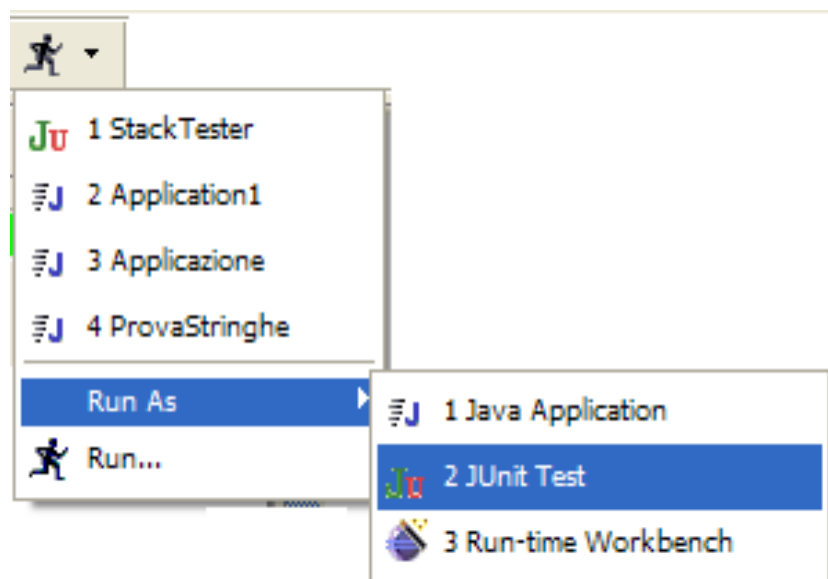 1 StackTester
2 Application1
3 Applicazione
4 ProvaStringhe
Run As
Run...
1 Java Application
2 JUnit Test
3 Run-time Workbench